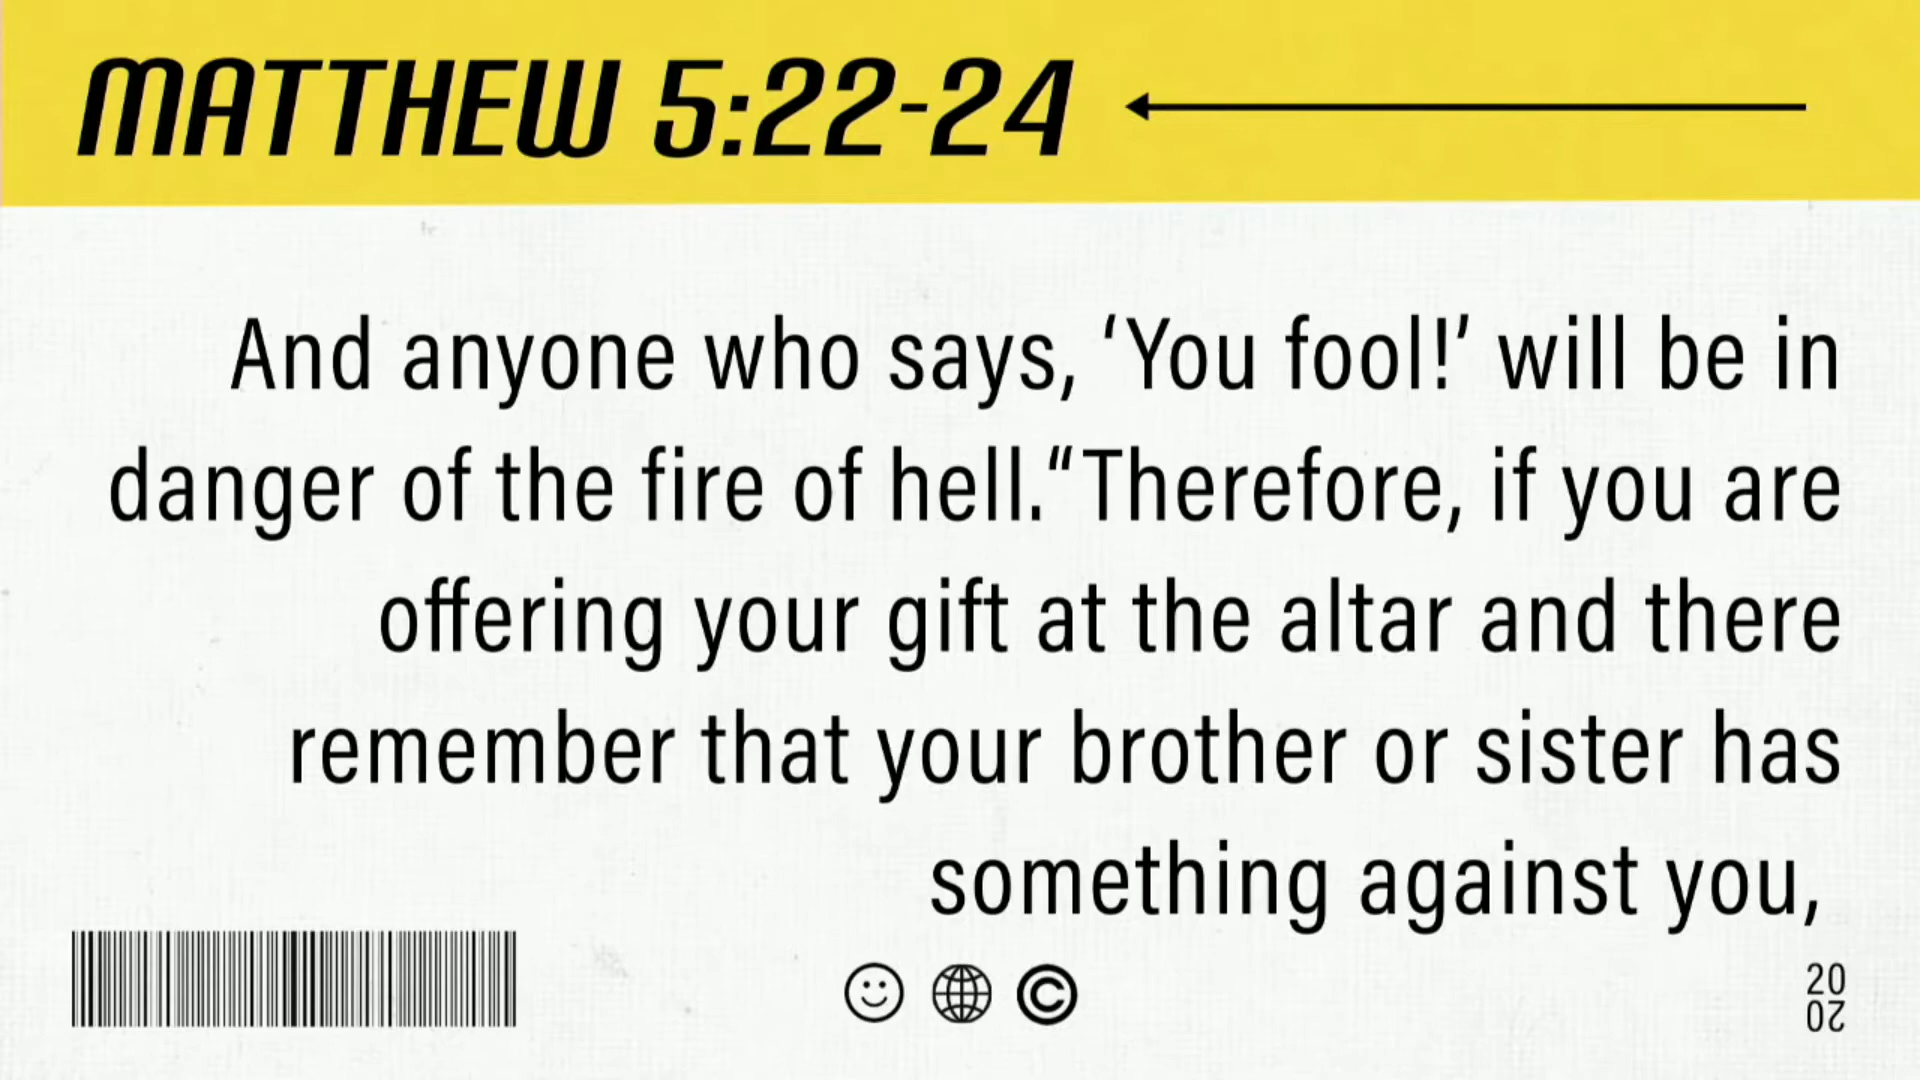 MATTHEW 5:22-24
And anyone who says, ‘You fool!’ will be in
danger of the fire of hell.“Therefore, if you are
offering your gift at the altar and there
remember that your brother or sister has
something against you,
©
20
20